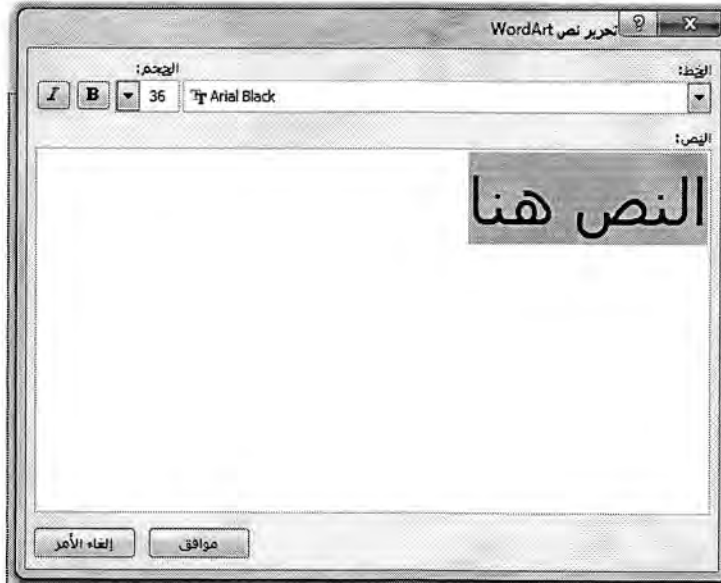 تحرير نص WordArt
الخط:
الحجم:
Arial Black
36
B
I
النص:
النص هنا
موافق
إلغاء الأمر